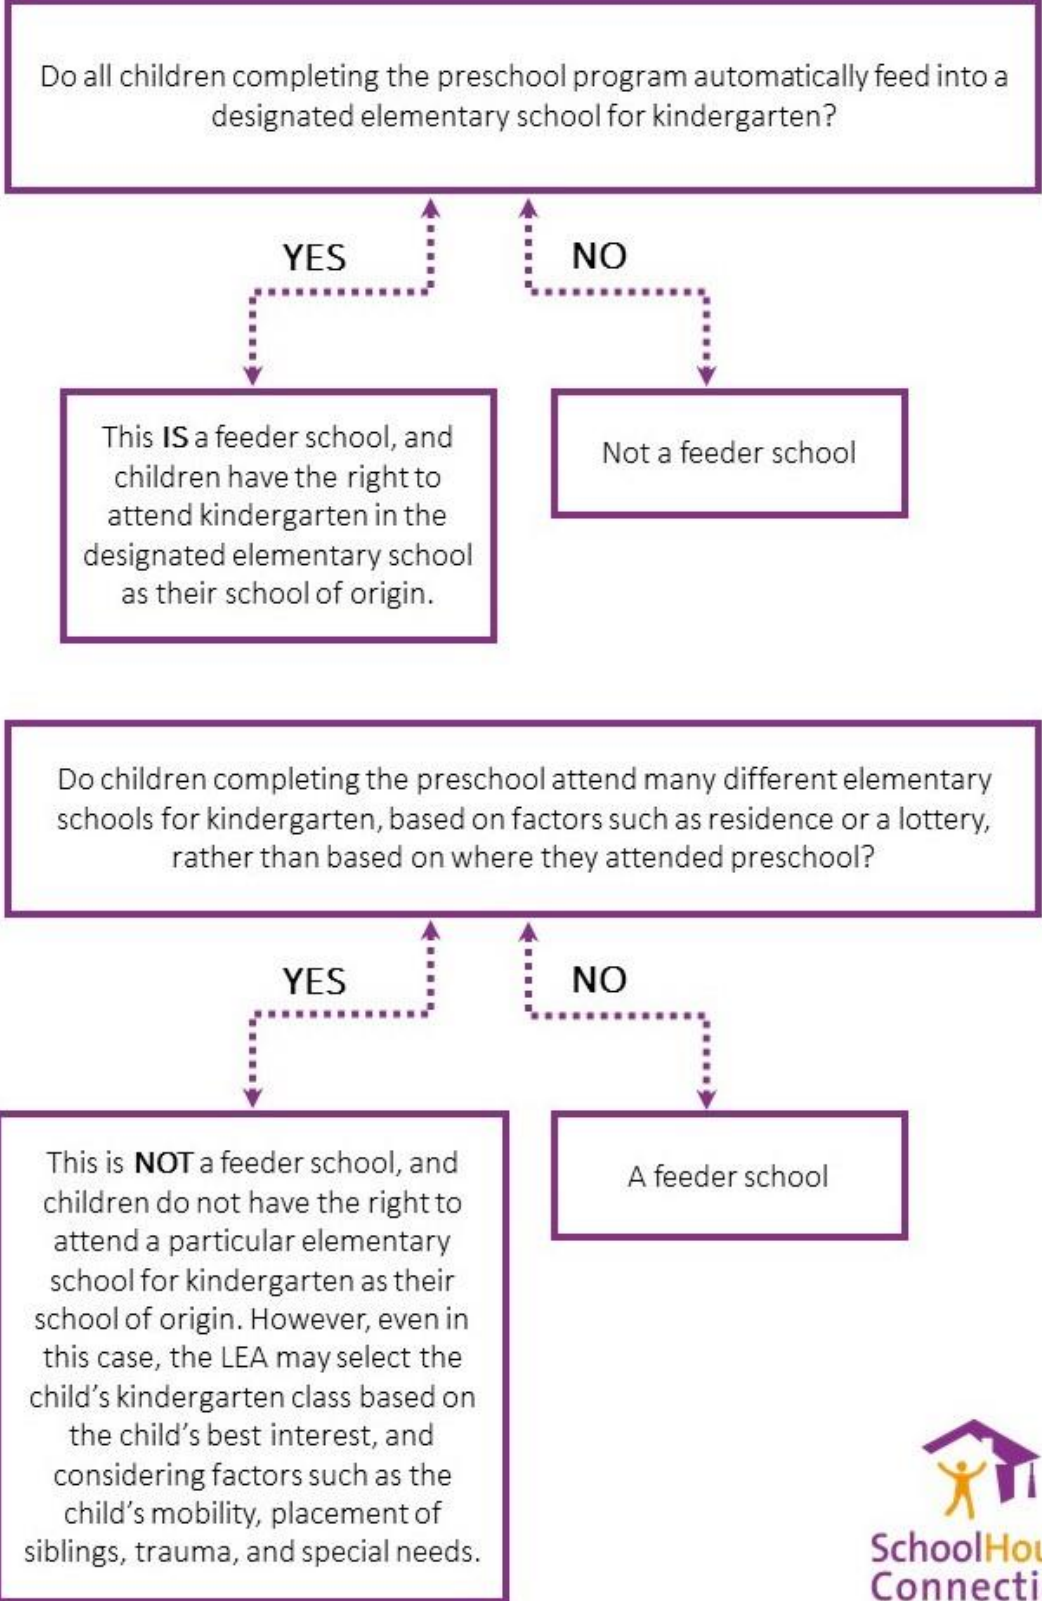 Do all children completing the preschool program automatically feed into a
designated elementary school for kindergarten?
YES
NO
This IS a feeder school, and
children have the right to
attend kindergarten in the
designated elementary school
as their school of origin.
Not a feeder school
Do children completing the preschool attend many different elementary
schools for kindergarten, based on factors such as residence or a lottery,
rather than based on where they attended preschool?
YES
NO
This is NOT a feeder school, and
children do not have the right to
attend a particular elementary
school for kindergarten as their
school of origin. However, even in
this case, the LEA may select the
child's kindergarten class based on
the child's best interest, and
considering factors such as the
child's mobility, placement of
siblings, trauma, and special needs.
A feeder school
SchoolHou
Connecti